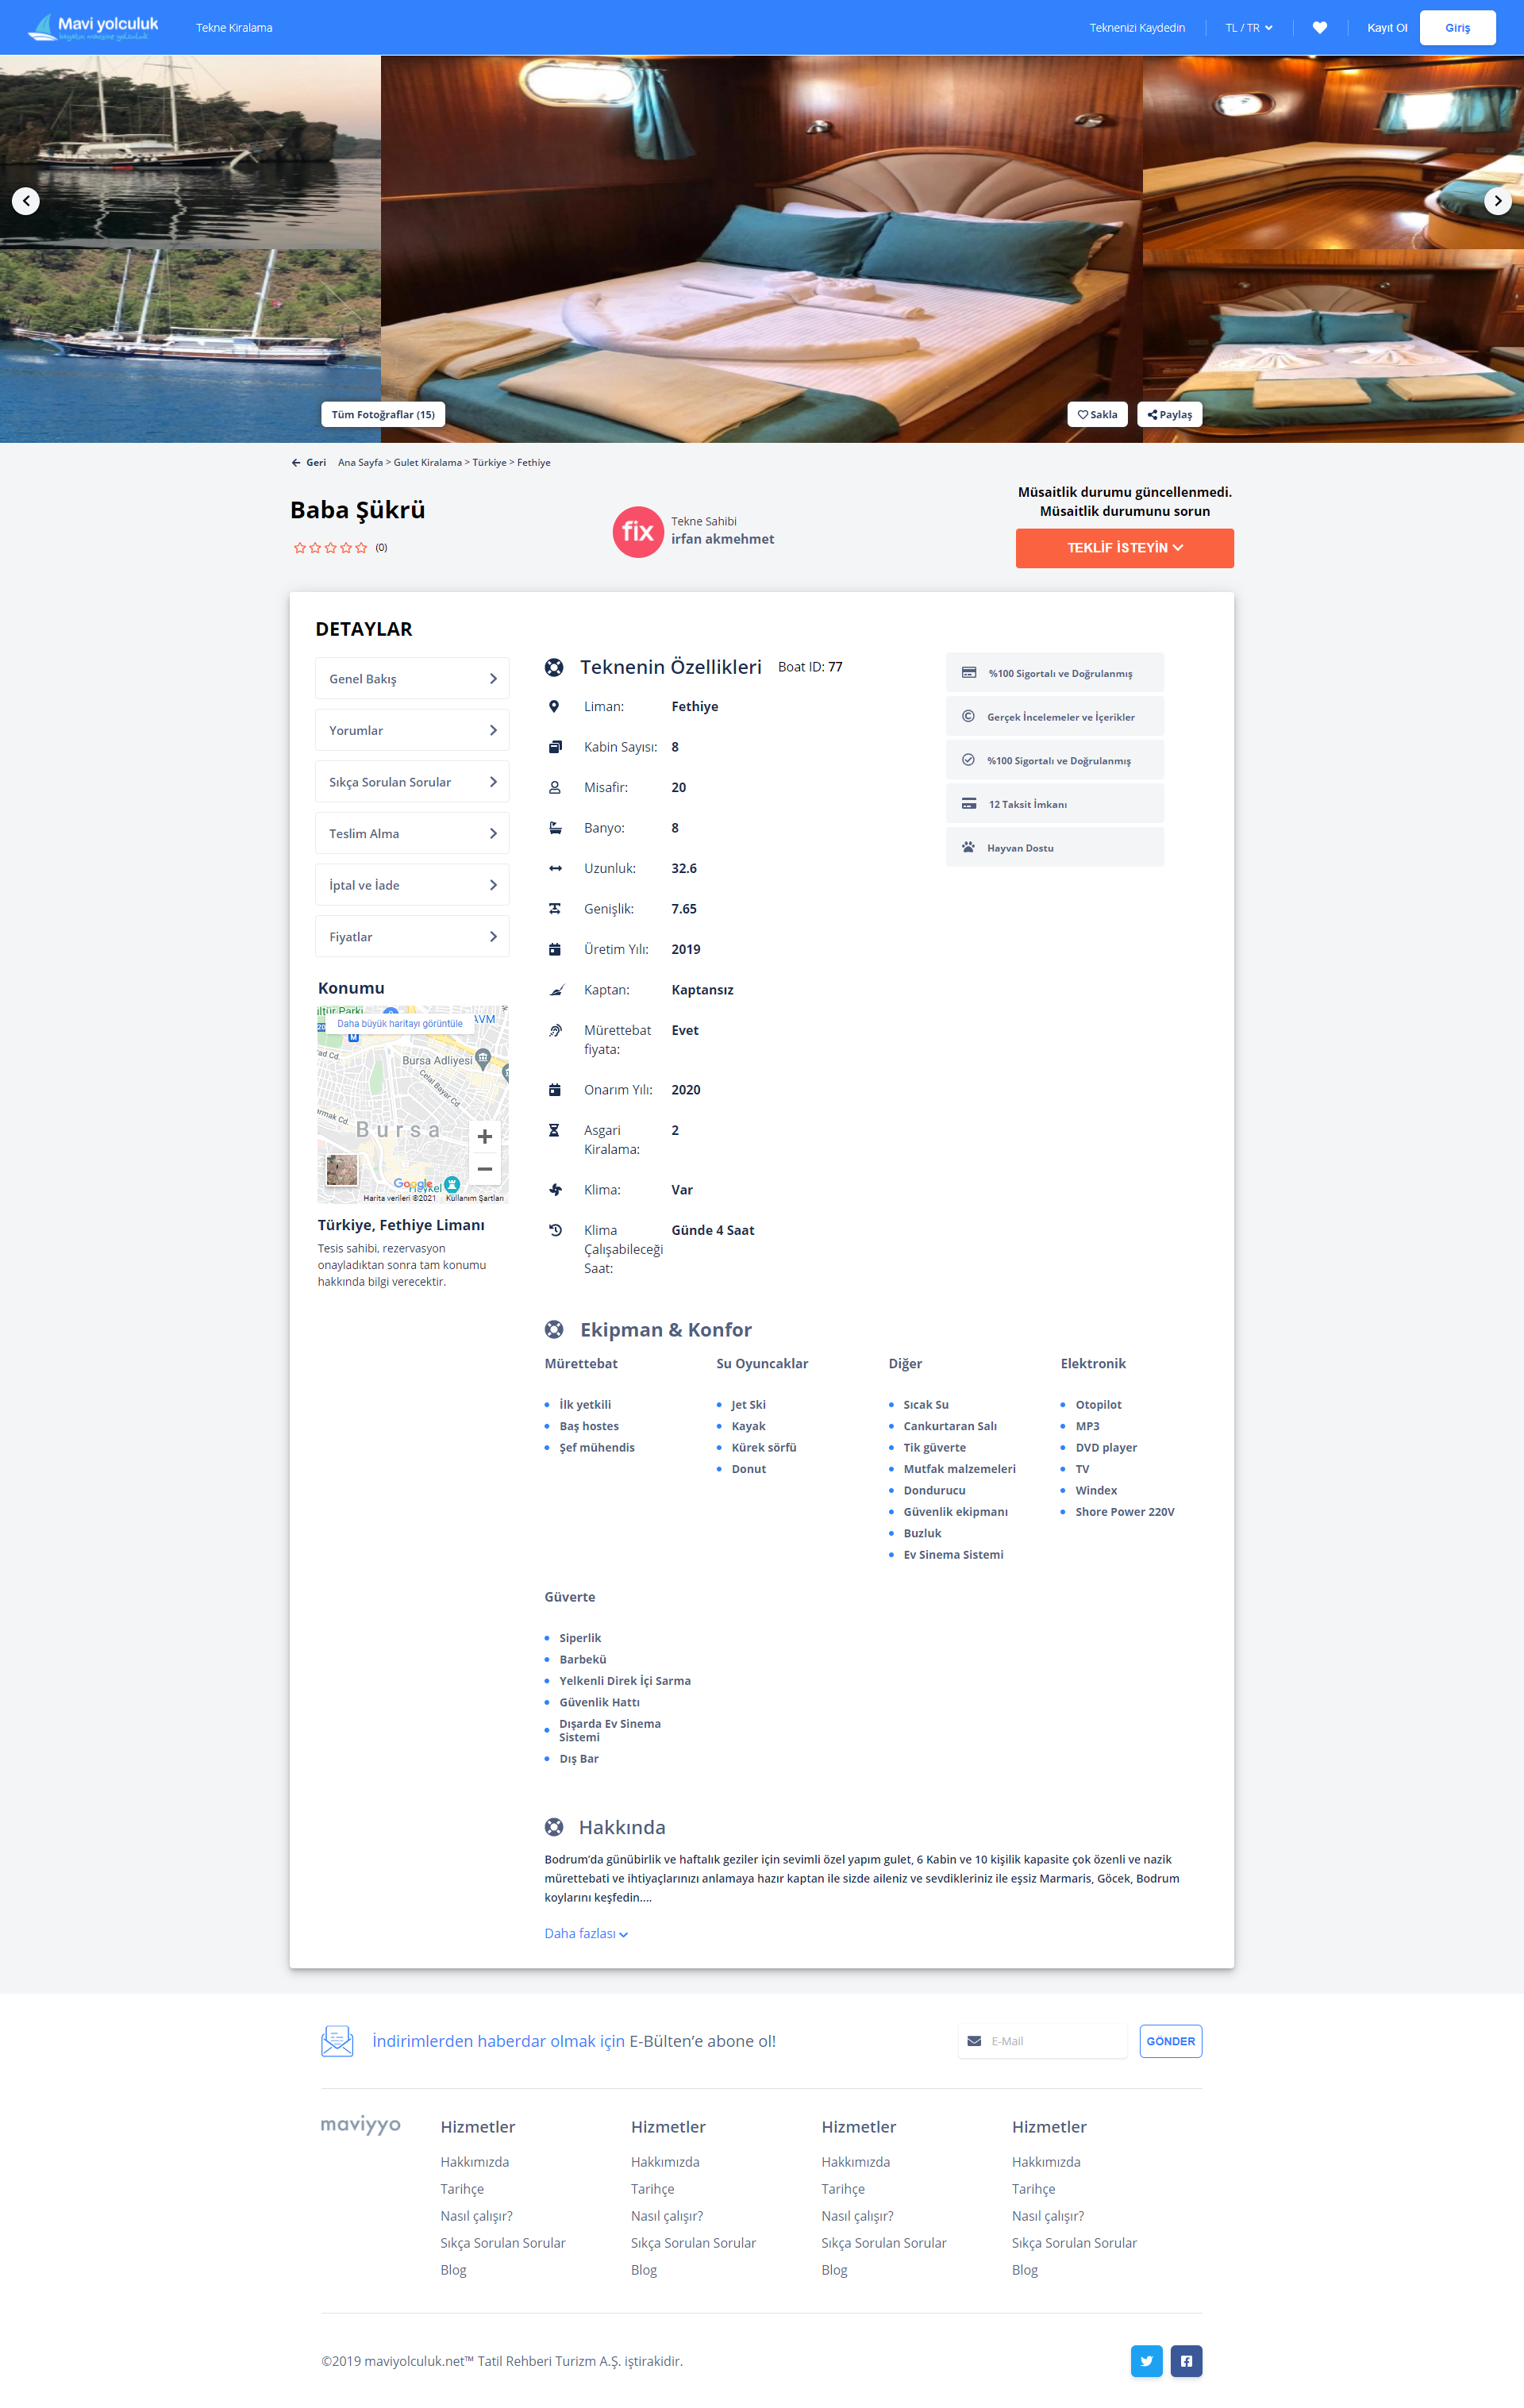 Mavi yolculuk
Tekne Kiralama
Teknenizi Kaydedin
TL / TR
Kayıt Ol
Giriş
Tüm Fotoğraflar (15)
Sakla
Paylaş
Geri
Ana Sayfa > Gulet Kiralama > Türkiye > Fethiye
Baba Şükrü
(0)
fix
Tekne Sahibi
irfan akmehmet
Müsaitlik durumu güncellenmedi.
Müsaitlik durumunu sorun
TEKLİF İSTEYİN
DETAYLAR
Genel Bakış
Yorumlar
Sıkça Sorulan Sorular
Teslim Alma
İptal ve İade
Fiyatlar
Konumu
Daha büyük haritayı görüntüle
AVM
M
Bursa Adliyesi
Celal Bayar Cd.
Bursa
Google
Heykel
Harita verileri ©2021
Kullanım Şartları
Türkiye, Fethiye Limanı
Tesis sahibi, rezervasyon
onayladıktan sonra tam konumu
hakkında bilgi verecektir.
Teknenin Özellikleri
Boat ID: 77
Liman: Fethiye
Kabin Sayısı: 8
Misafir: 20
Banyo: 8
Uzunluk: 32.6
Genişlik: 7.65
Üretim Yılı: 2019
Kaptan: Kaptansız
Mürettebat Evet
fiyata:
Onarım Yılı: 2020
Asgari 2
Kiralama:
Klima: Var
Klima Günde 4 Saat
Çalışabileceği
Saat:
%100 Sigortalı ve Doğrulanmış
Gerçek İncelemeler ve İçerikler
%100 Sigortalı ve Doğrulanmış
12 Taksit İmkanı
Hayvan Dostu
Ekipman & Konfor
Mürettebat
İlk yetkili
Baş hostes
Şef mühendis
Su Oyuncaklar
Jet Ski
Kayak
Kürek sörfü
Donut
Diğer
Sıcak Su
Cankurtaran Salı
Tik güverte
Mutfak malzemeleri
Dondurucu
Güvenlik ekipmanı
Buzluk
Ev Sinema Sistemi
Elektronik
Otopilot
MP3
DVD player
TV
Windex
Shore Power 220V
Güverte
Siperlik
Barbekü
Yelkenli Direk İçi Sarma
Güvenlik Hattı
Dışarda Ev Sinema
Sistemi
Dış Bar
Hakkında
Bodrum'da günübirlik ve haftalık geziler için sevimli özel yapım gulet, 6 Kabin ve 10 kişilik kapasite çok özenli ve nazik
mürettebati ve ihtiyaçlarınızı anlamaya hazır kaptan ile sizde aileniz ve sevdikleriniz ile eşsiz Marmaris, Göcek, Bodrum
koylarını keşfedin....
Daha fazlası
İndirimlerden haberdar olmak için E-Bülten'e abone ol!
E-Mail
GÖNDER
maviyyo
Hizmetler
Hakkımızda
Tarihçe
Nasıl çalışır?
Sıkça Sorulan Sorular
Blog
Hizmetler
Hakkımızda
Tarihçe
Nasıl çalışır?
Sıkça Sorulan Sorular
Blog
Hizmetler
Hakkımızda
Tarihçe
Nasıl çalışır?
Sıkça Sorulan Sorular
Blog
Hizmetler
Hakkımızda
Tarihçe
Nasıl çalışır?
Sıkça Sorulan Sorular
Blog
©2019 maviyolculuk.net™ Tatil Rehberi Turizm A.Ş. iştirakidir.